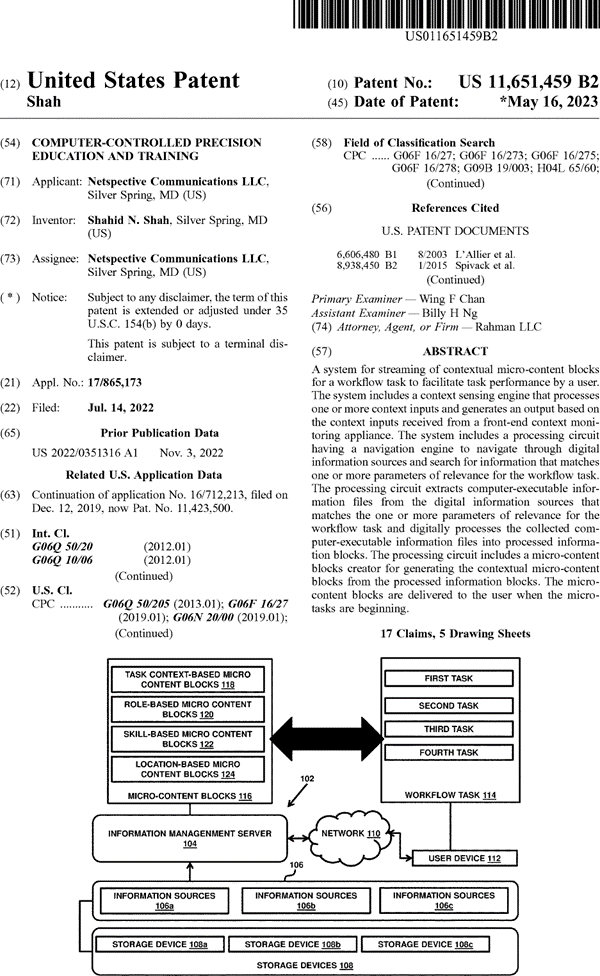 US011651459B2
(12) United States Patent
Shah
(10) Patent No.: US 11,651,459 B2
(45) Date of Patent: *May 16, 2023
(54) COMPUTER-CONTROLLED PRECISION
EDUCATION AND TRAINING
(71) Applicant: Netspective Communications LLC,
Silver Spring, MD (US)
(72) Inventor: Shahid N. Shah, Silver Spring, MD
(US)
(73) Assignee: Netspective Communications LLC,
Silver Spring, MD (US)
( * ) Notice: Subject to any disclaimer, the term of this
patent is extended or adjusted under 35
U.S.C. 154(b) by 0 days.
This patent is subject to a terminal dis-
claimer.
(21) Appl. No.: 17/865,173
(22) Filed: Jul. 14, 2022
(65) Prior Publication Data
US 2022/0351316 A1 Nov. 3, 2022
Related U.S. Application Data
(63) Continuation of application No. 16/712,213, filed on
Dec. 12, 2019, now Pat. No. 11,423,500.
(51) Int. Cl.
G06Q 50/20 (2012.01)
G06Q 10/06 (2012.01)
(Continued)
(52) U.S. Cl.
CPC ........... G06Q 50/205 (2013.01); G06F 16/27
(2019.01); G06N 20/00 (2019.01);
(Continued)
(58) Field of Classification Search
CPC ...... G06F 16/27; G06F 16/273; G06F 16/275;
G06F 16/278; G09B 19/003; H04L 65/60;
(Continued)
(56) References Cited
U.S. PATENT DOCUMENTS
6,606,480 B1 8/2003 L'Allier et al.
8,938,450 B2 1/2015 Spivack et al.
(Continued)
Primary Examiner — Wing F Chan
Assistant Examiner — Billy H Ng
(74) Attorney, Agent, or Firm — Rahman LLC
(57) ABSTRACT
A system for streaming of contextual micro-content blocks
for a workflow task to facilitate task performance by a user.
The system includes a context sensing engine that processes
one or more context inputs and generates an output based on
the context inputs received from a front-end context moni-
toring appliance. The system includes a processing circuit
having a navigation engine to navigate through digital
information sources and search for information that matches
one or more parameters of relevance for the workflow task.
The processing circuit extracts computer-executable infor-
mation files from the digital information sources that
matches the one or more parameters of relevance for the
workflow task and digitally processes the collected com-
puter-executable information files into processed informa-
tion blocks. The processing circuit includes a micro-content
blocks creator for generating the contextual micro-content
blocks from the processed information blocks. The micro-
content blocks are delivered to the user when the micro-
tasks are beginning.
17 Claims, 5 Drawing Sheets
TASK CONTEXT-BASED MICRO
CONTENT BLOCKS 118
ROLE-BASED MICRO CONTENT
BLOCKS 120
SKILL-BASED MICRO CONTENT
BLOCKS 122
LOCATION-BASED MICRO
CONTENT BLOCKS 124
MICRO-CONTENT BLOCKS 116
FIRST TASK
SECOND TASK
THIRD TASK
FOURTH TASK
WORKFLOW TASK 114
102
INFORMATION MANAGEMENT SERVER
104
NETWORK 110
USER DEVICE 112
106
INFORMATION SOURCES
106a
INFORMATION SOURCES
106b
INFORMATION SOURCES
106c
STORAGE DEVICE 108a
STORAGE DEVICE 108b
STORAGE DEVICE 108c
STORAGE DEVICES 108